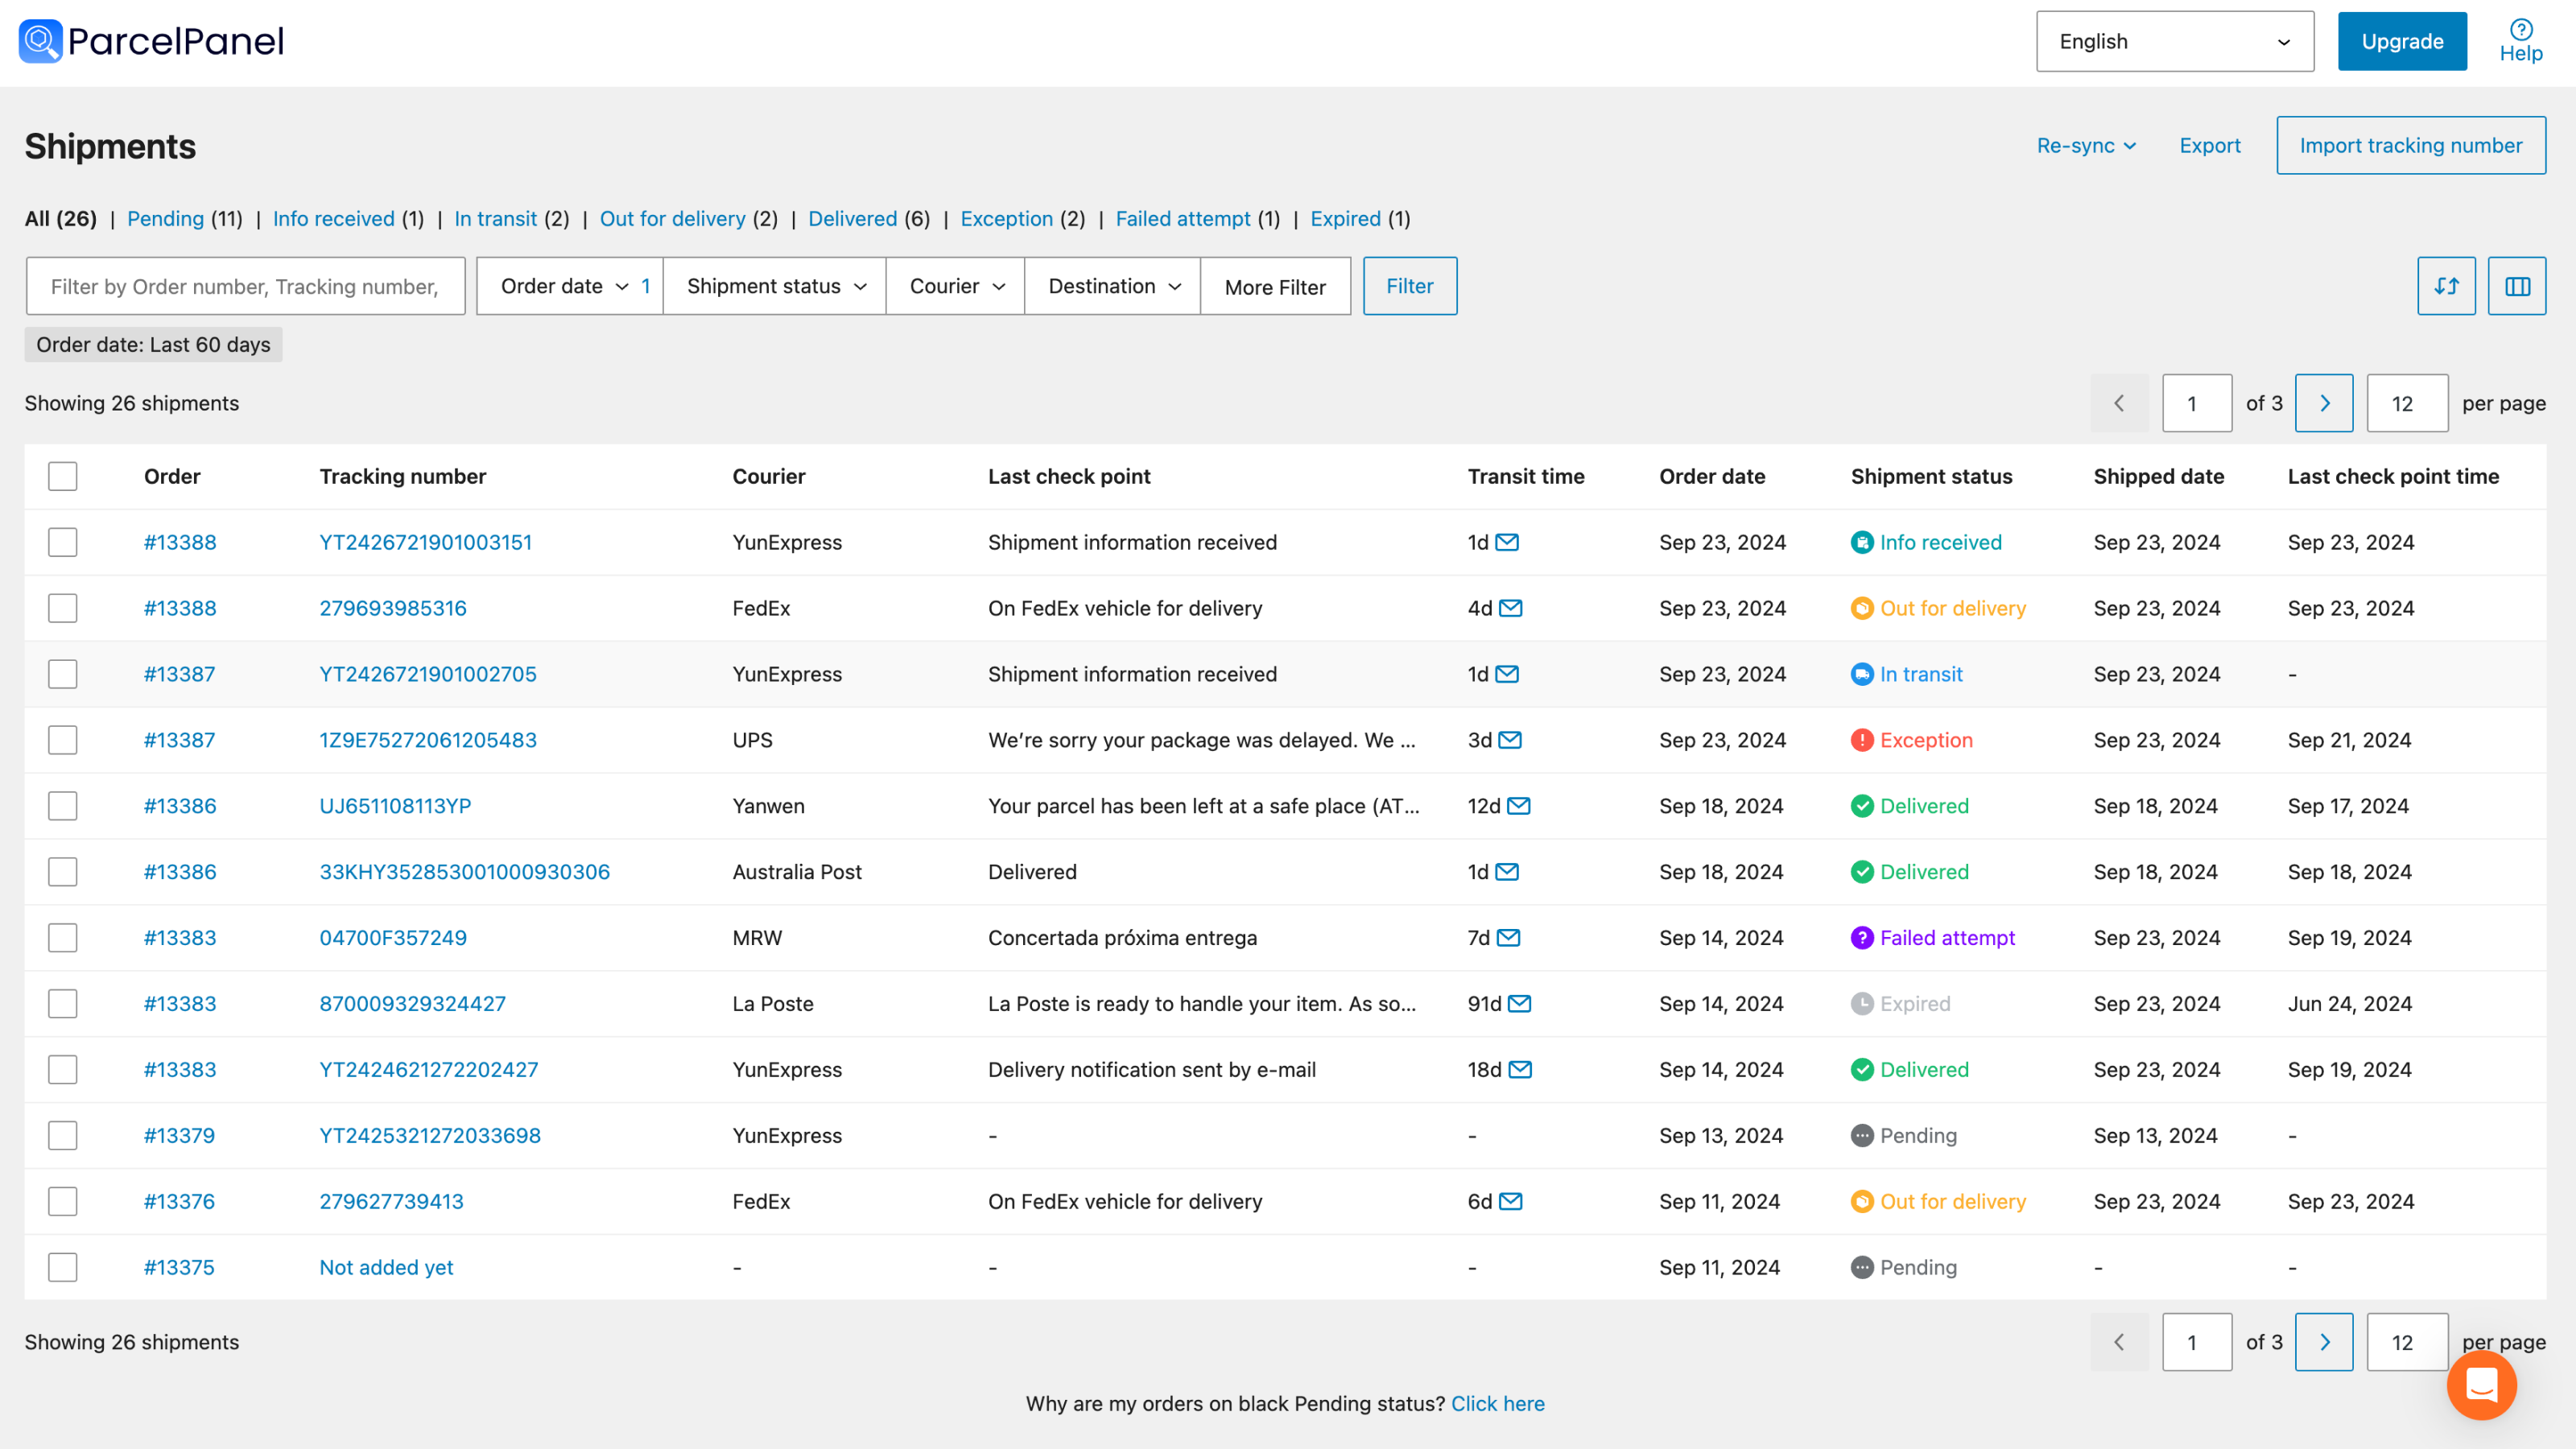 ParcelPanel
English
Upgrade
Help
Shipments
Re-sync
Export
Import tracking number
All (26) | Pending (11) | Info received (1) | In transit (2) | Out for delivery (2) | Delivered (6) | Exception (2) | Failed attempt (1) | Expired (1)
Filter by Order number, Tracking number,
Order date 1
Shipment status
Courier
Destination
More Filter
Filter
Order date: Last 60 days
Showing 26 shipments
1 of 3 12 per page
Order Tracking number Courier Last check point Transit time Order date Shipment status Shipped date Last check point time
#13388 YT2426721901003151 YunExpress Shipment information received 1d Sep 23, 2024 Info received Sep 23, 2024 Sep 23, 2024
#13388 279693985316 FedEx On FedEx vehicle for delivery 4d Sep 23, 2024 Out for delivery Sep 23, 2024 Sep 23, 2024
#13387 YT2426721901002705 YunExpress Shipment information received 1d Sep 23, 2024 In transit Sep 23, 2024 -
#13387 1Z9E75272061205483 UPS We’re sorry your package was delayed. We ... 3d Sep 23, 2024 Exception Sep 23, 2024 Sep 21, 2024
#13386 UJ651108113YP Yanwen Your parcel has been left at a safe place (AT... 12d Sep 18, 2024 Delivered Sep 18, 2024 Sep 17, 2024
#13386 33KHY352853001000930306 Australia Post Delivered 1d Sep 18, 2024 Delivered Sep 18, 2024 Sep 18, 2024
#13383 04700F357249 MRW Concertada próxima entrega 7d Sep 14, 2024 Failed attempt Sep 23, 2024 Sep 19, 2024
#13383 870009329324427 La Poste La Poste is ready to handle your item. As so... 91d Sep 14, 2024 Expired Sep 23, 2024 Jun 24, 2024
#13383 YT2424621272202427 YunExpress Delivery notification sent by e-mail 18d Sep 14, 2024 Delivered Sep 23, 2024 Sep 19, 2024
#13379 YT2425321272033698 YunExpress - - Sep 13, 2024 Pending Sep 13, 2024 -
#13376 279627739413 FedEx On FedEx vehicle for delivery 6d Sep 11, 2024 Out for delivery Sep 23, 2024 Sep 23, 2024
#13375 Not added yet - - - Sep 11, 2024 Pending - -
Showing 26 shipments
1 of 3 12 per page
Why are my orders on black Pending status? Click here